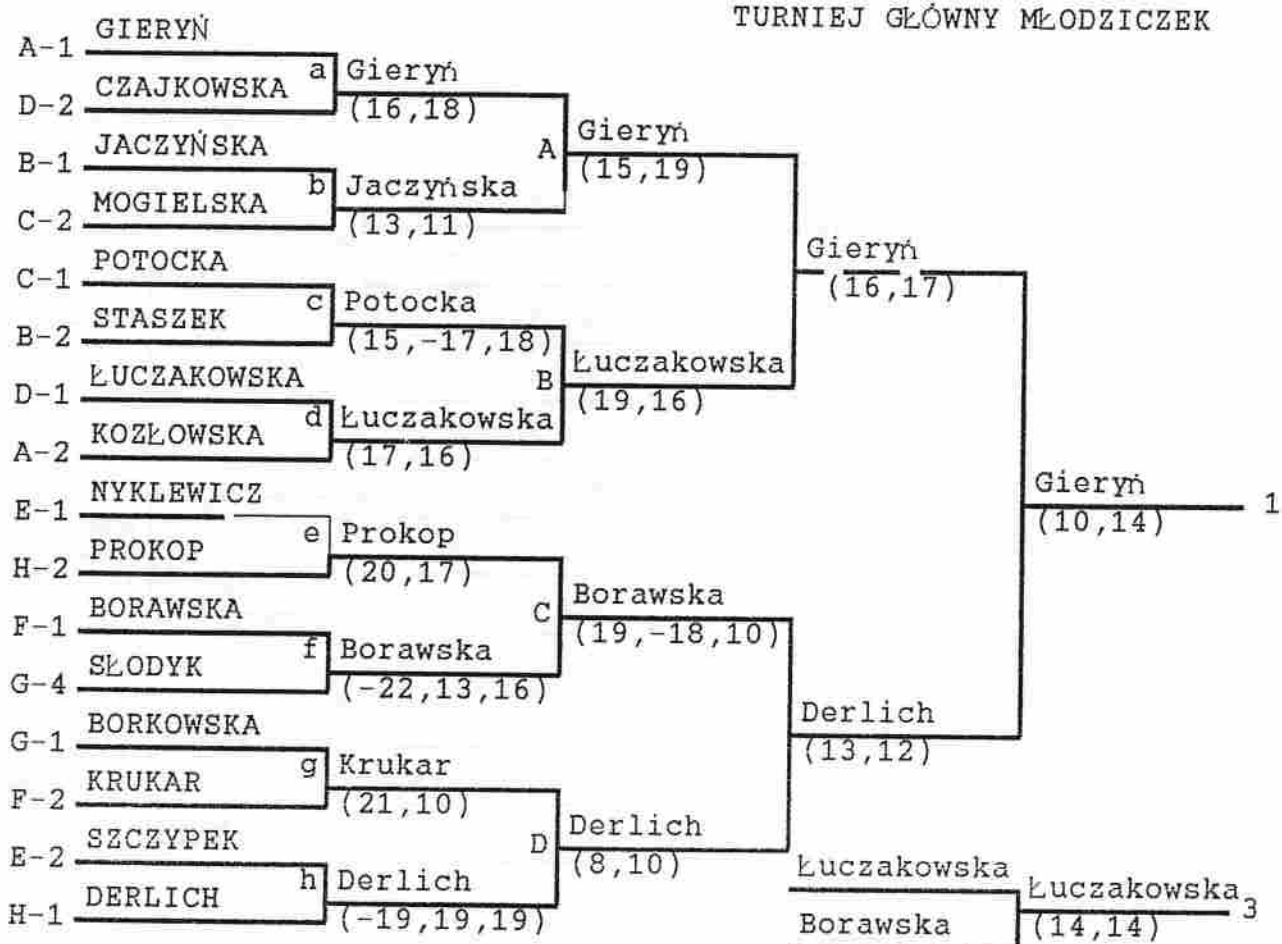 TURNIEJ GŁÓWNY MŁODZICZEK
A-1 GIERYŃ
a Gieryń
D-2 CZAJKOWSKA
(16,18)
A Gieryń
(15,19)
B-1 JACZYŃSKA
b Jaczyńska
C-2 MOGIELSKA
(13,11)
Gieryń
(16,17)
C-1 POTOCKA
c Potocka
B-2 STASZEK
(15,-17,18)
B Łuczakowska
(19,16)
D-1 ŁUCZAKOWSKA
d Łuczakowska
A-2 KOZŁOWSKA
(17,16)
Gieryń 1
(10,14)
E-1 NYKLEWICZ
e Prokop
H-2 PROKOP
(20,17)
C Borawska
(19,-18,10)
F-1 BORAWSKA
f Borawska
G-4 SŁODYK
(-22,13,16)
Derlich
(13,12)
G-1 BORKOWSKA
g Krukar
F-2 KRUKAR
(21,10)
D Derlich
(8,10)
E-2 SZCZYPEK
h Derlich
H-1 DERLICH
(-19,19,19)
Łuczakowska
Łuczakowska 3
Borawska
(14,14)